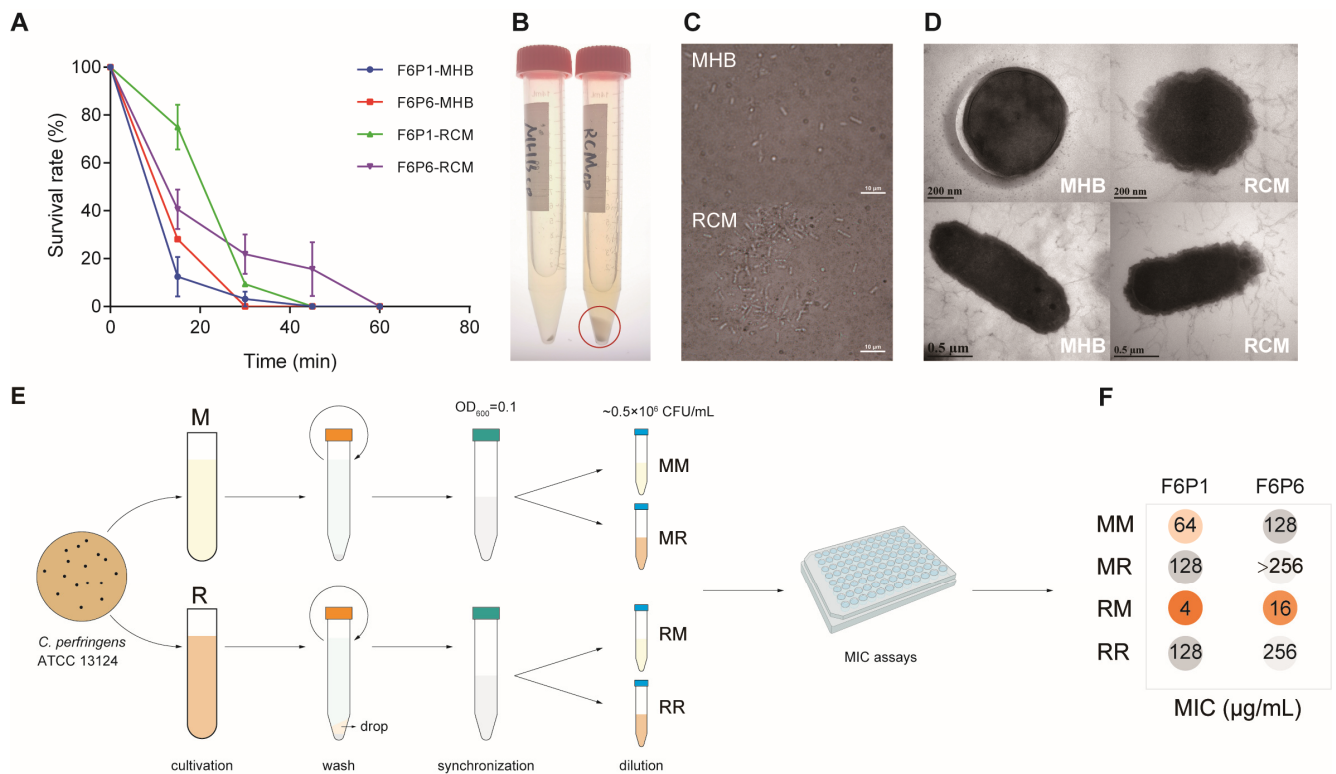 A
B
C
D
Survival rate (%)
100
80
60
40
20
0
0
20
40
60
80
Time (min)
F6P1-MHB
F6P6-MHB
F6P1-RCM
F6P6-RCM
MHB
RCM
MHB
10 μm
RCM
10 μm
200 nm
MHB
200 nm
RCM
0.5 μm
MHB
0.5 μm
RCM
E
F
M
R
C. perfringens
ATCC 13124
OD600=0.1
~0.5×10⁶ CFU/mL
MM
MR
RM
RR
drop
cultivation
wash
synchronization
dilution
MIC assays
F6P1 F6P6
MM 64 128
MR 128 >256
RM 4 16
RR 128 256
MIC (μg/mL)